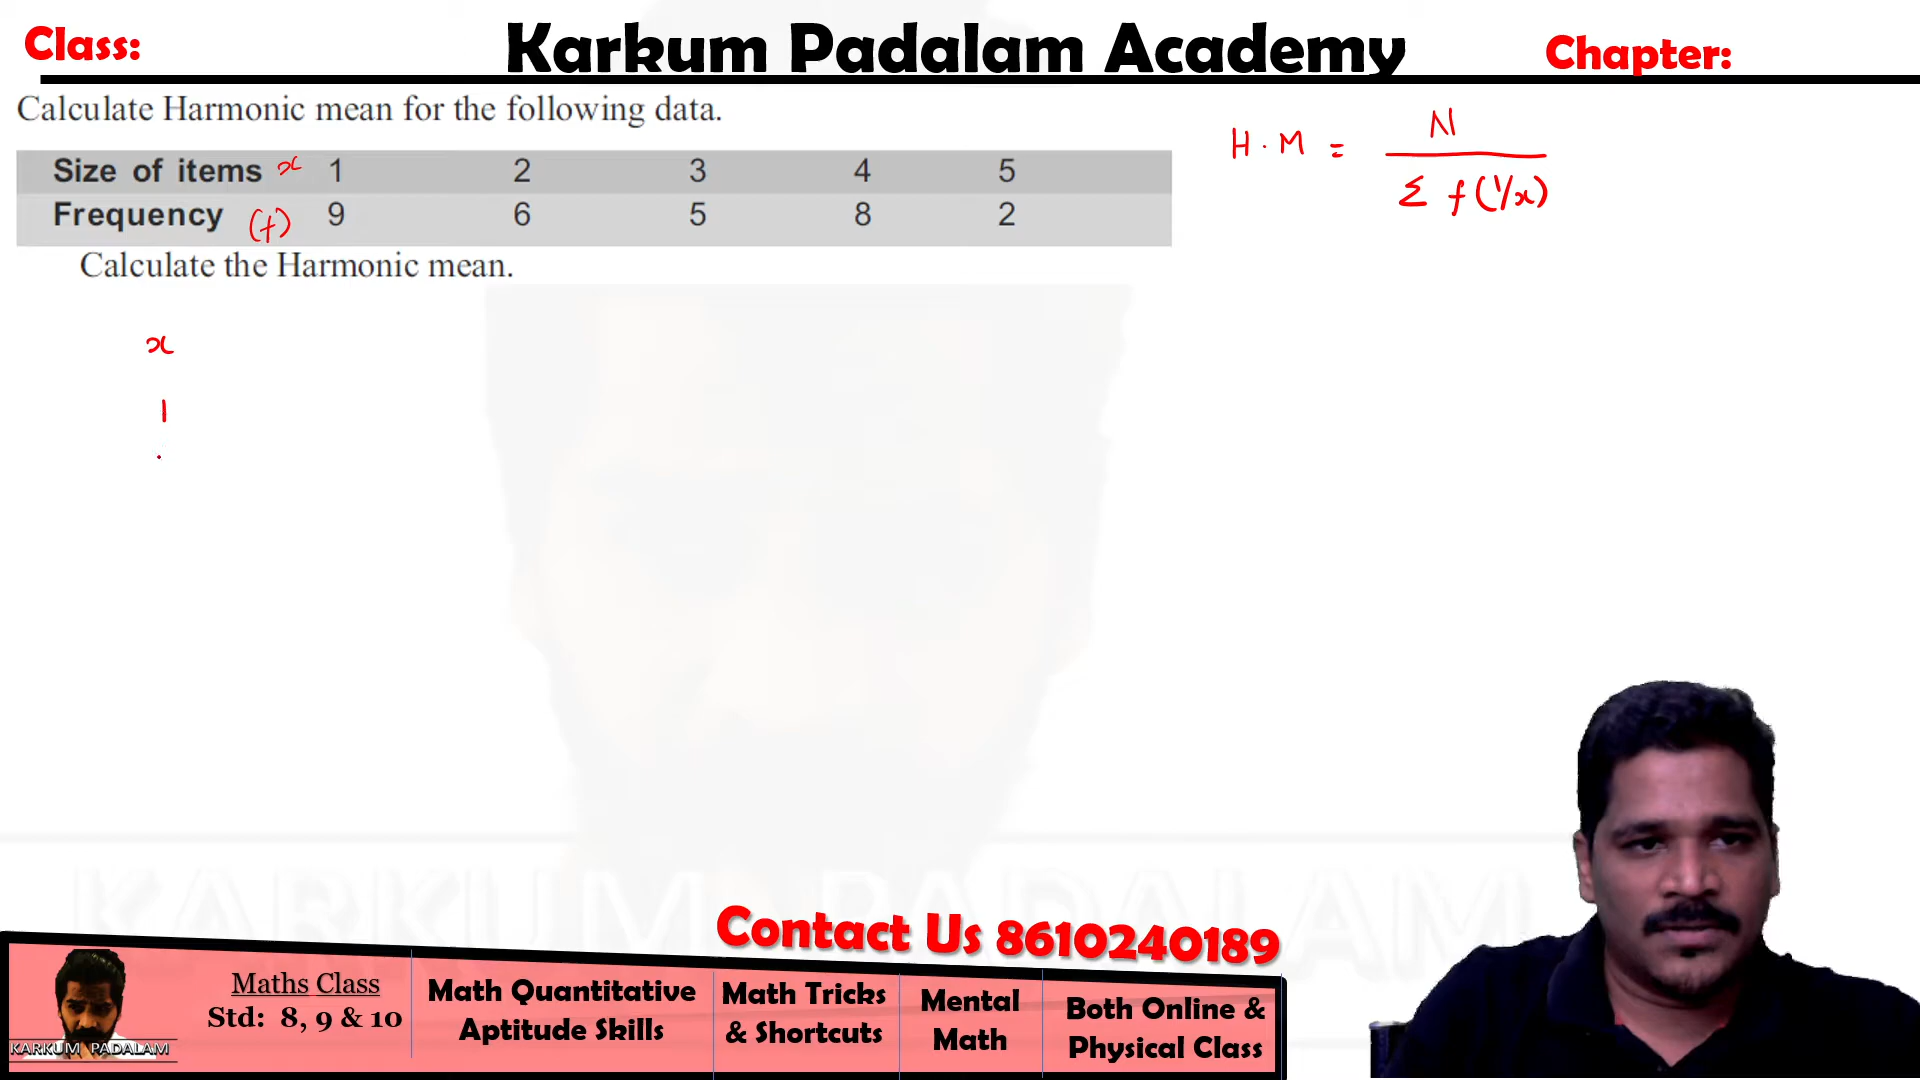 Class: Karkum Padalam Academy Chapter:
Calculate Harmonic mean for the following data.
Size of items x 1 2 3 4 5
Frequency (f) 9 6 5 8 2
Calculate the Harmonic mean.
H.M = N / Σ f(1/x)
x
1
KARKUM PADALAM
Contact Us 8610240189
KARKUM PADALAM
Maths Class
Std: 8, 9 & 10
Math Quantitative
Aptitude Skills
Math Tricks
& Shortcuts
Mental
Math
Both Online &
Physical Class